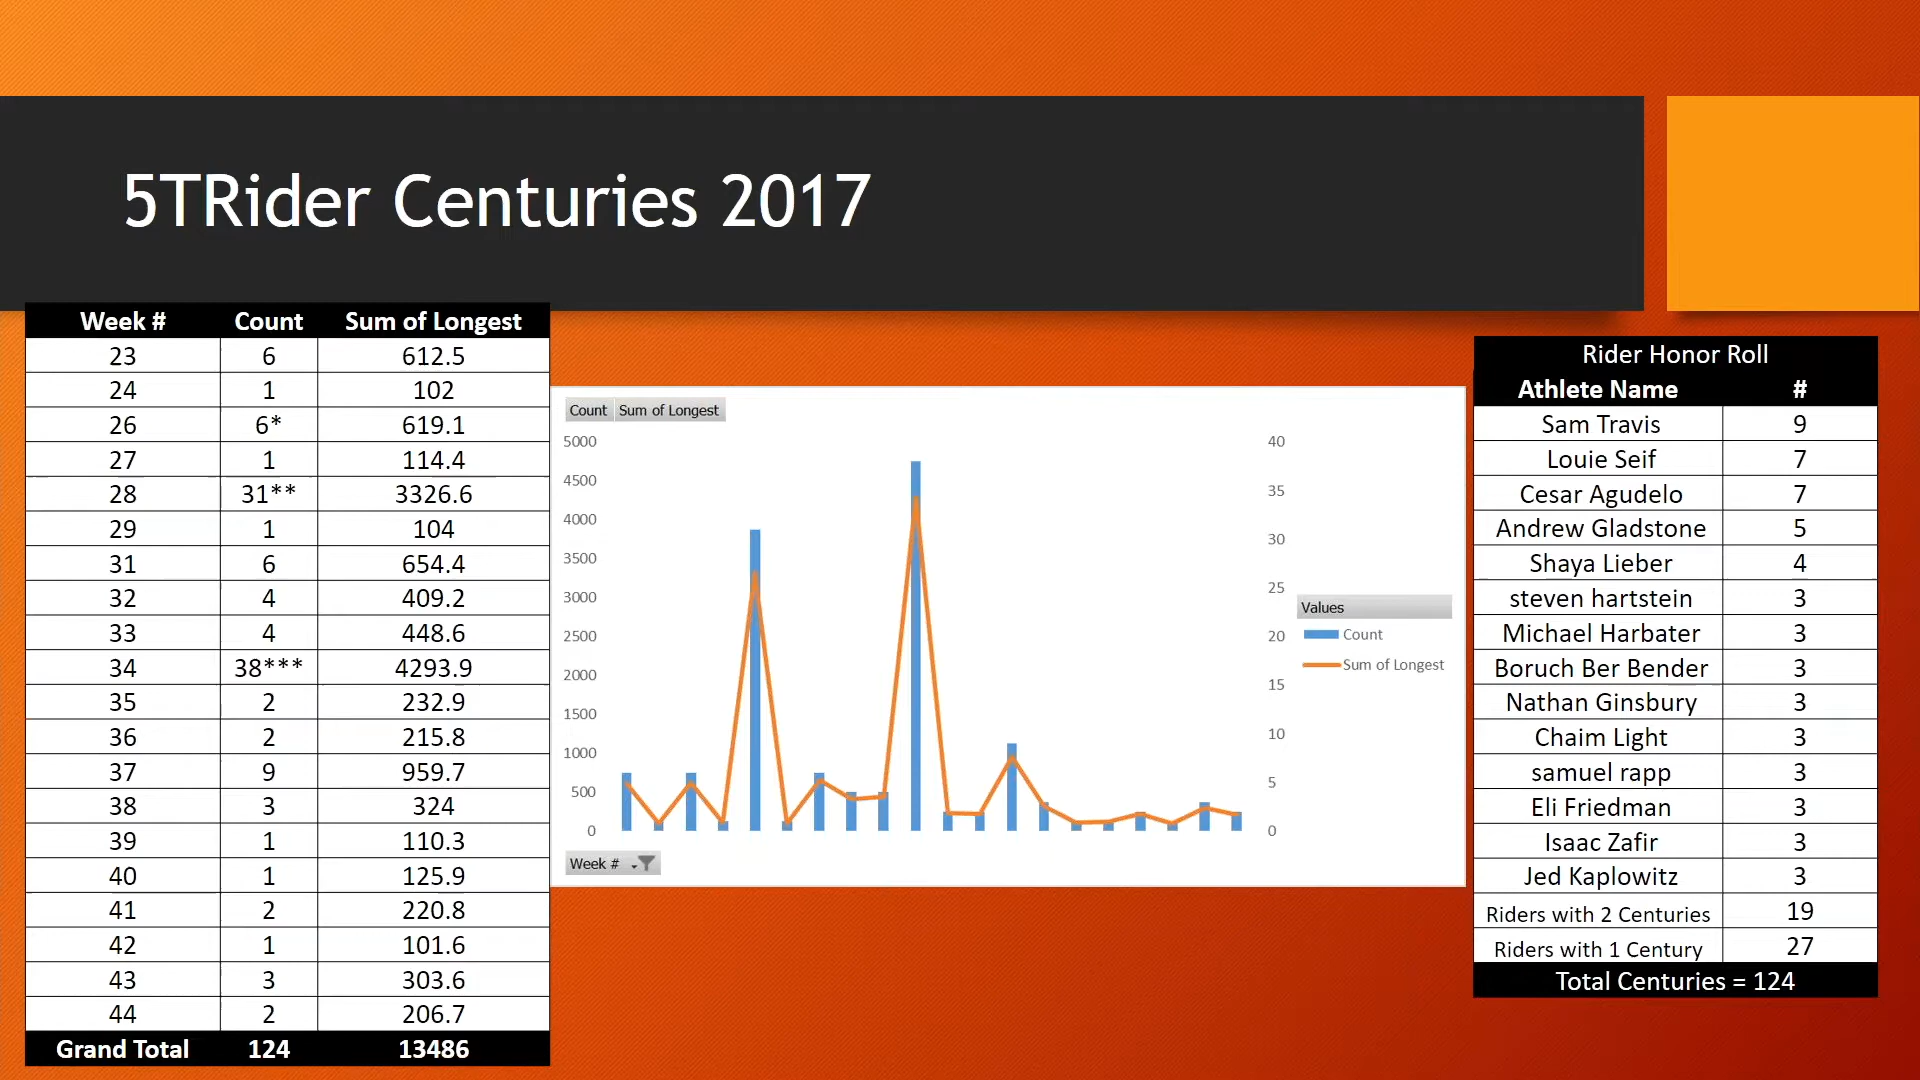 5TRider Centuries 2017
Week # Count Sum of Longest
23 6 612.5
24 1 102
26 6* 619.1
27 1 114.4
28 31** 3326.6
29 1 104
31 6 654.4
32 4 409.2
33 4 448.6
34 38*** 4293.9
35 2 232.9
36 2 215.8
37 9 959.7
38 3 324
39 1 110.3
40 1 125.9
41 2 220.8
42 1 101.6
43 3 303.6
44 2 206.7
Grand Total 124 13486
Count Sum of Longest
5000
4500
4000
3500
3000
2500
2000
1500
1000
500
0
40
35
30
25
20
15
10
5
0
Week #
Values
Count
Sum of Longest
Rider Honor Roll
Athlete Name #
Sam Travis 9
Louie Seif 7
Cesar Agudelo 7
Andrew Gladstone 5
Shaya Lieber 4
steven hartstein 3
Michael Harbater 3
Boruch Ber Bender 3
Nathan Ginsbury 3
Chaim Light 3
samuel rapp 3
Eli Friedman 3
Isaac Zafir 3
Jed Kaplowitz 3
Riders with 2 Centuries 19
Riders with 1 Century 27
Total Centuries = 124